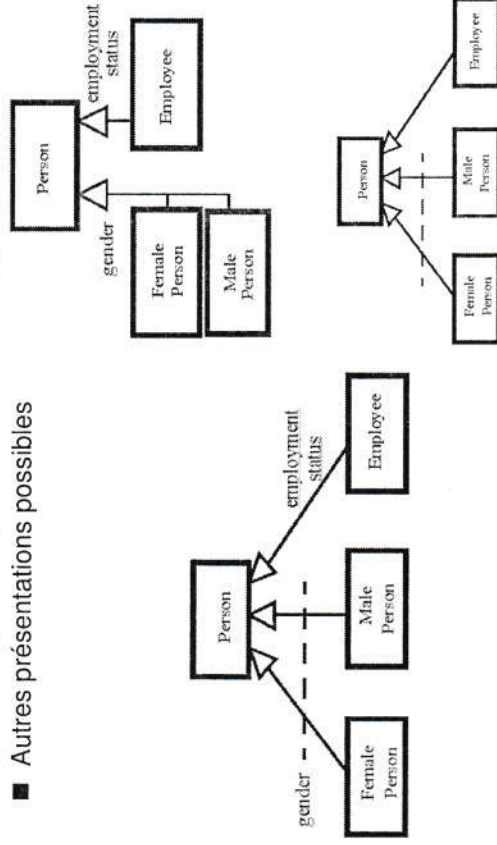 ■ Autres présentations possibles
Person
gender
employment
status
Female
Person
Male
Person
Employee
Person
gender
employment
status
Female
Person
Male
Person
Employee
Person
Female
Person
Male
Person
Employee